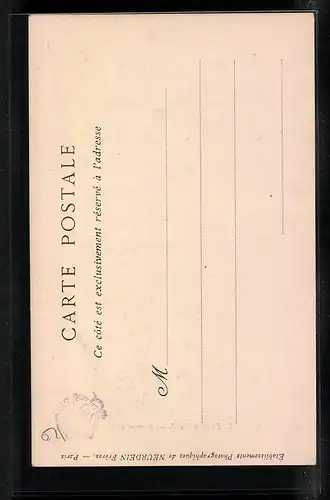 CARTE POSTALE
Ce côté est exclusivement réservé à l'adresse
M
Établissements Photographiques de NEURDEIN Frères. — Paris